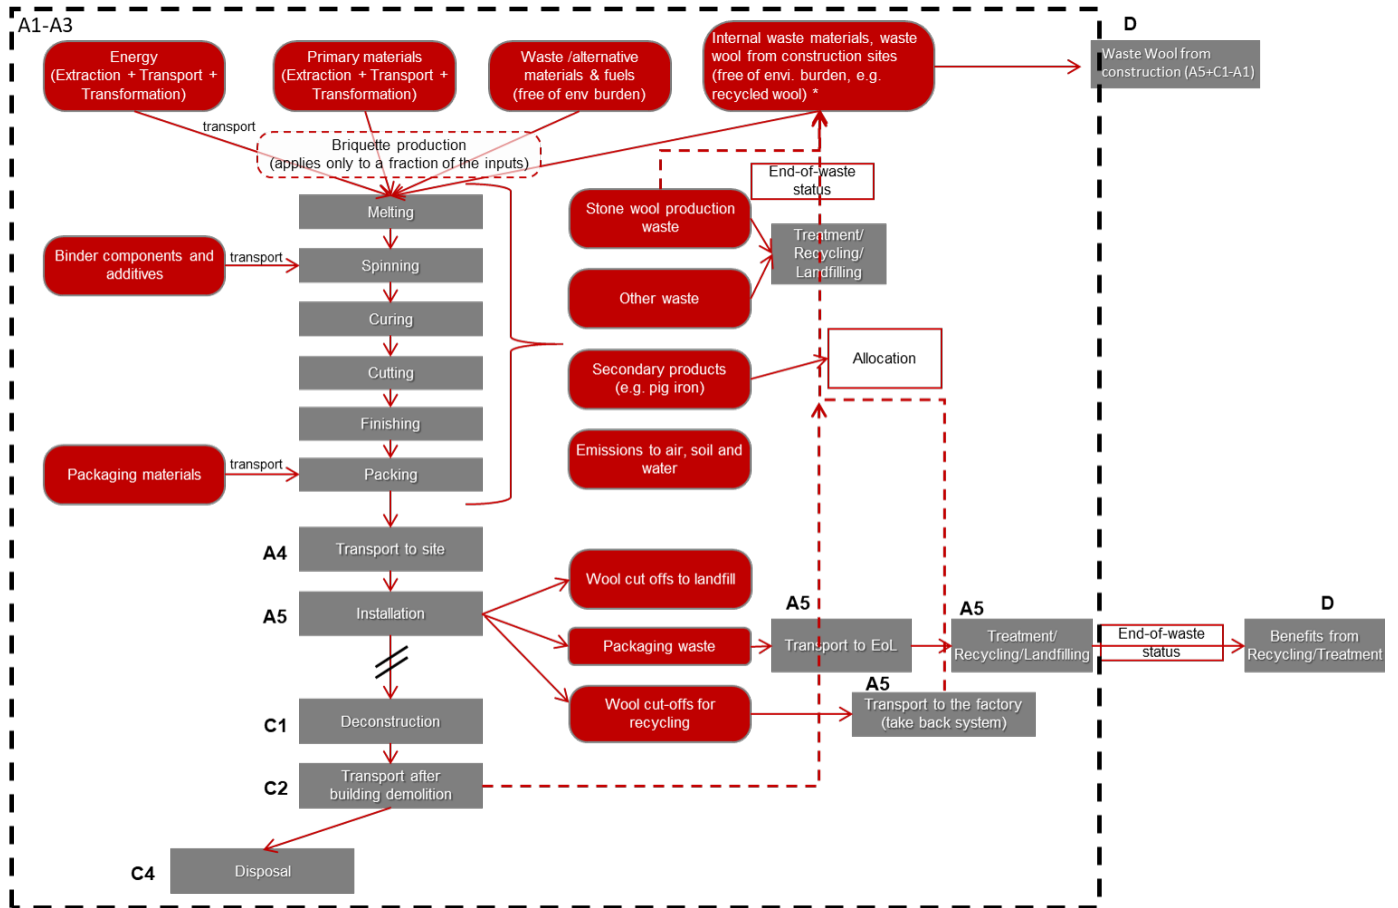 A1-A3
D
Energy
(Extraction + Transport +
Transformation)
Primary materials
(Extraction + Transport +
Transformation)
Waste /alternative
materials & fuels
(free of env burden)
Internal waste materials, waste
wool from construction sites
(free of envi. burden, e.g.
recycled wool) *
Waste Wool from
construction (A5+C1-A1)
transport
Briquette production
(applies only to a fraction of the inputs)
End-of-waste
status
Melting
Stone wool production
waste
Treatment/
Recycling/
Landfilling
Binder components and
additives
transport
Spinning
Other waste
Curing
Cutting
Secondary products
(e.g. pig iron)
Allocation
Finishing
Emissions to air, soil and
water
Packaging materials
transport
Packing
A4
Transport to site
Wool cut offs to landfill
A5
Installation
A5
A5
D
Packaging waste
Transport to EoL
Treatment/
Recycling/Landfilling
End-of-waste
status
Benefits from
Recycling/Treatment
A5
Wool cut-offs for
recycling
Transport to the factory
(take back system)
C1
Deconstruction
C2
Transport after
building demolition
C4
Disposal